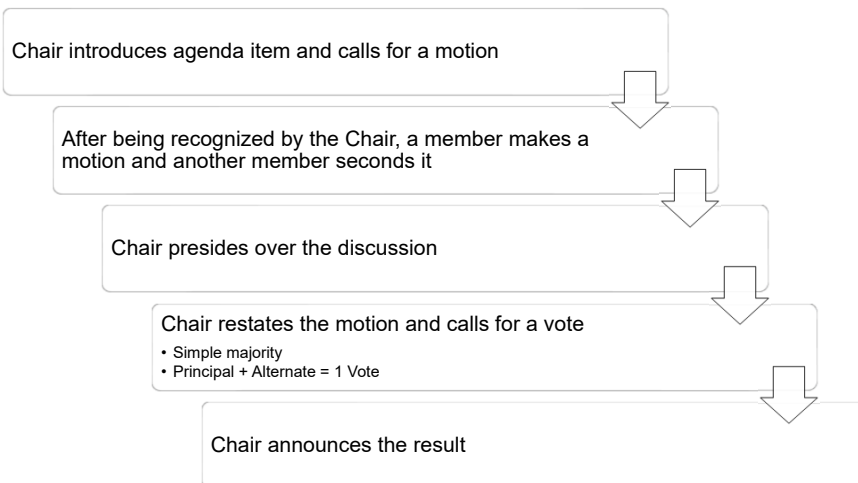 Chair introduces agenda item and calls for a motion
After being recognized by the Chair, a member makes a
motion and another member seconds it
Chair presides over the discussion
Chair restates the motion and calls for a vote
• Simple majority
• Principal + Alternate = 1 Vote
Chair announces the result